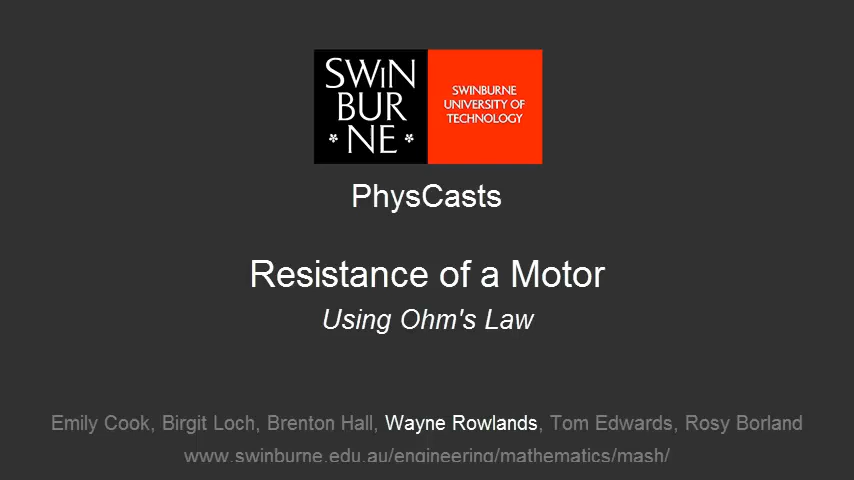 SWiN
BUR
* NE *
SWINBURNE
UNIVERSITY OF
TECHNOLOGY
PhysCasts
Resistance of a Motor
Using Ohm's Law
Emily Cook, Birgit Loch, Brenton Hall, Wayne Rowlands, Tom Edwards, Rosy Borland
www.swinburne.edu.au/engineering/mathematics/mash/